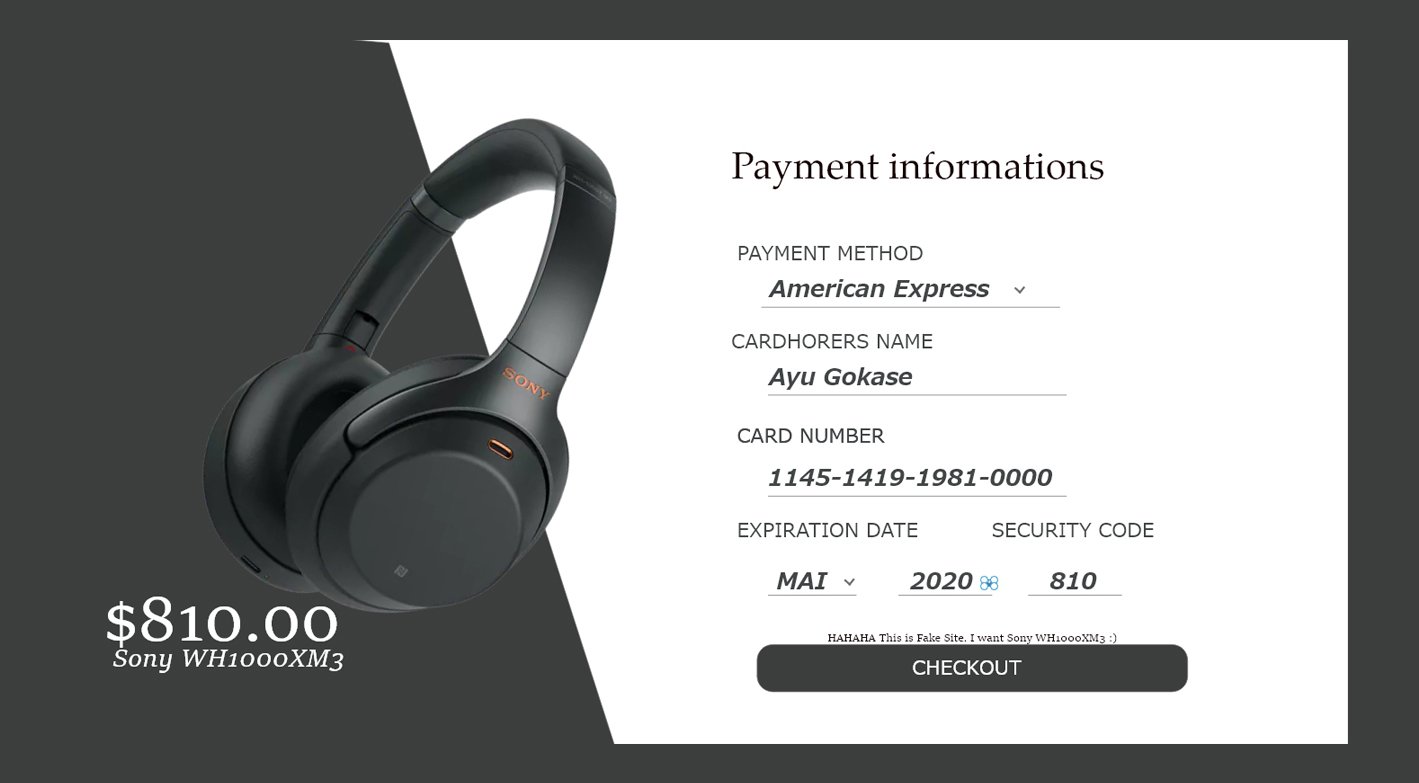 Payment informations
PAYMENT METHOD
American Express
CARDHORERS NAME
Ayu Gokase
CARD NUMBER
1145-1419-1981-0000
EXPIRATION DATE SECURITY CODE
MAI 2020 810
HAHAHA This is Fake Site. I want Sony WH1000XM3 :)
CHECKOUT
SONY
$810.00
Sony WH1000XM3